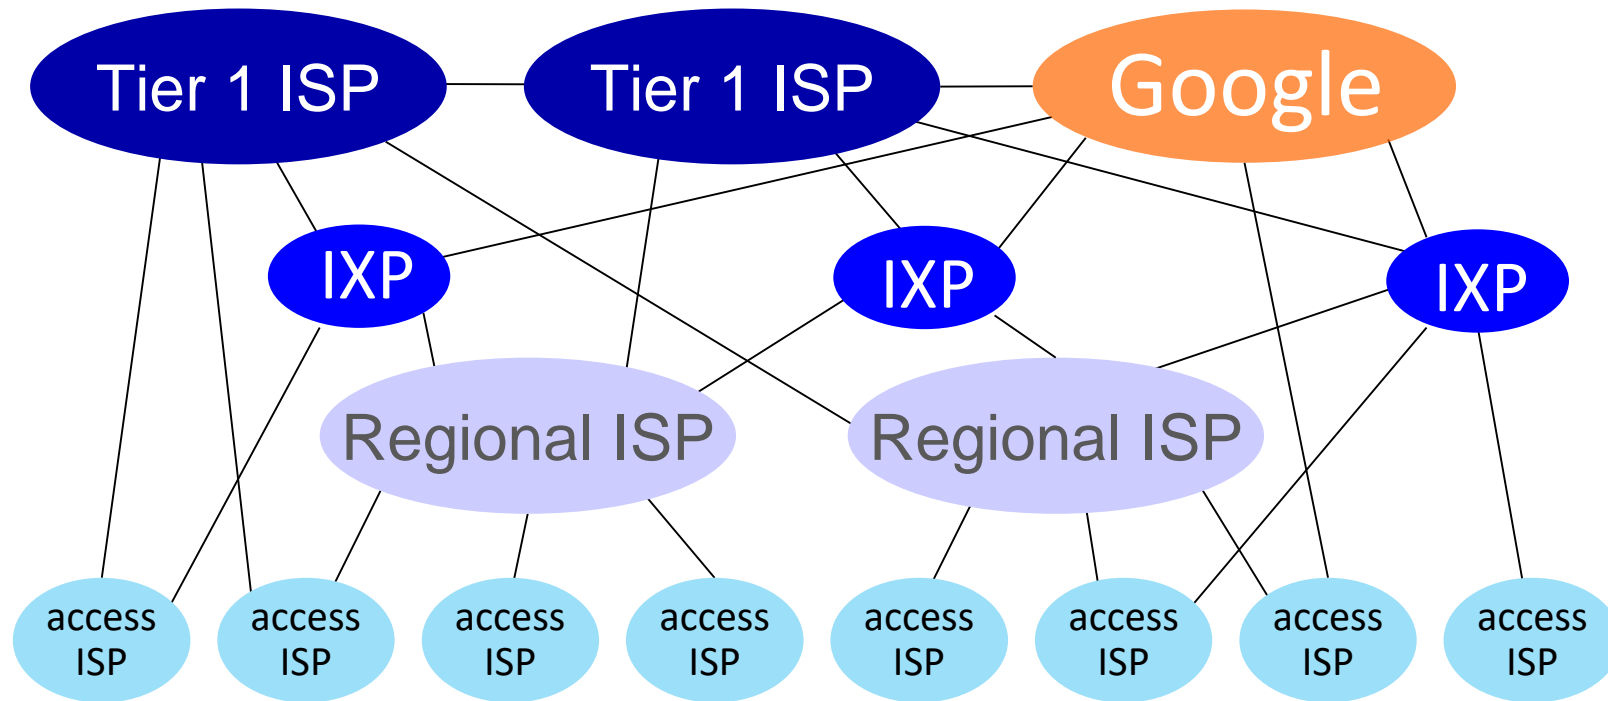 Tier 1 ISP
Tier 1 ISP
Google
IXP
IXP
IXP
Regional ISP
Regional ISP
access
ISP
access
ISP
access
ISP
access
ISP
access
ISP
access
ISP
access
ISP
access
ISP